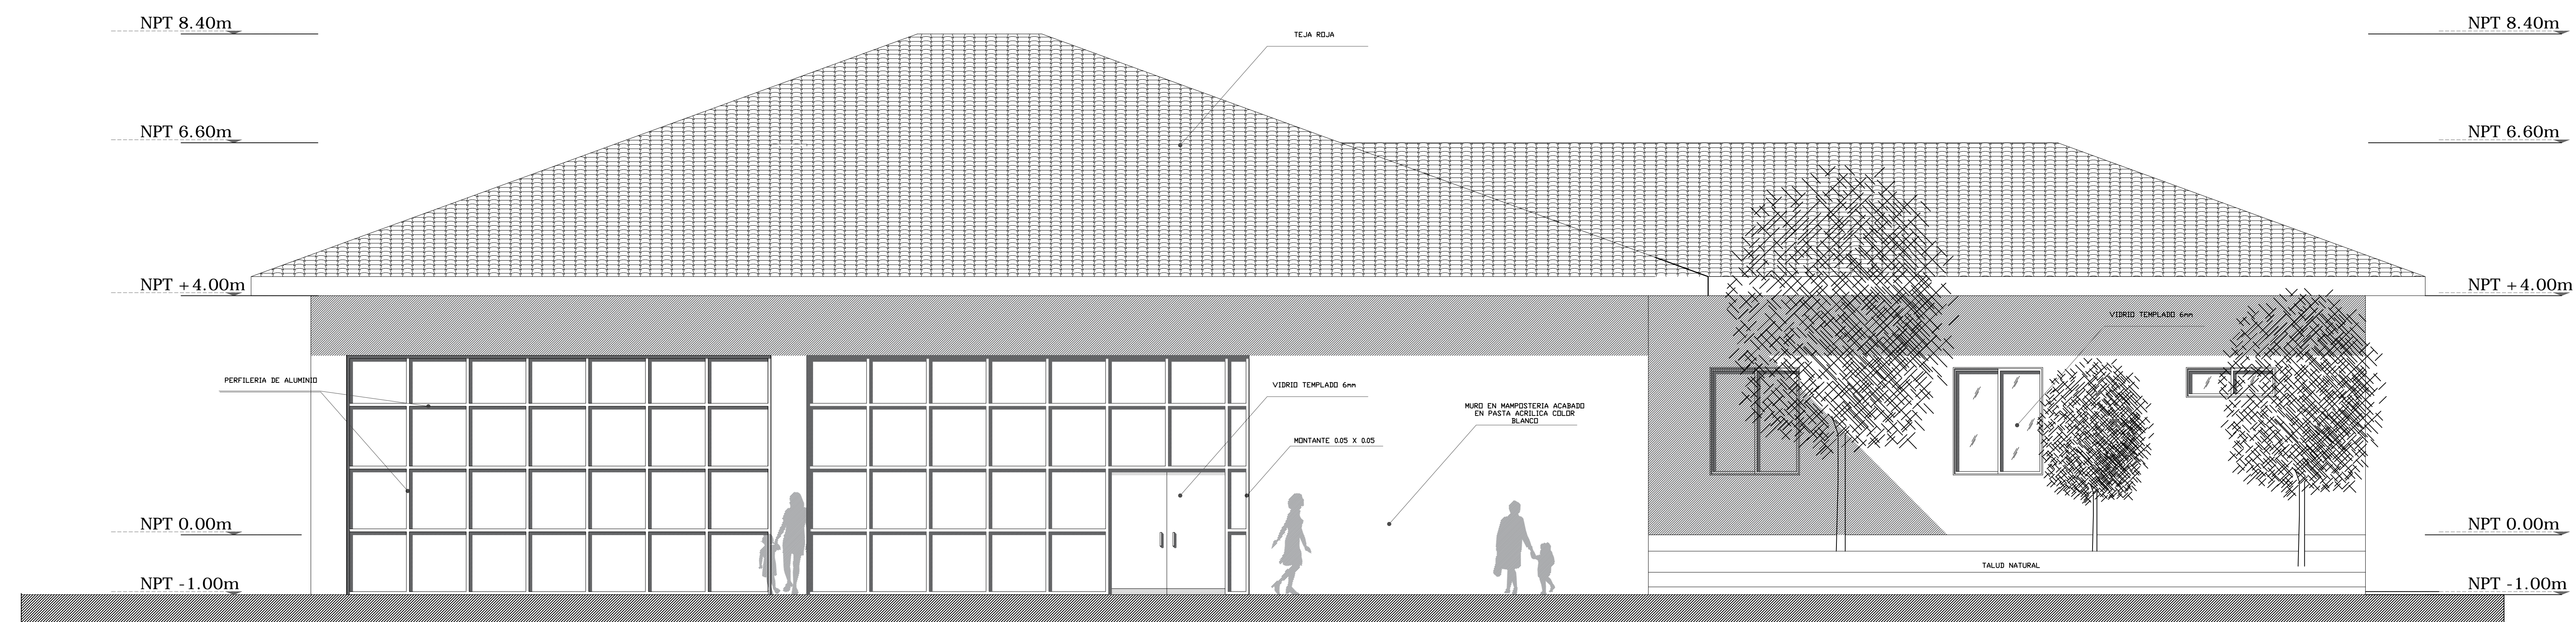 NPT 8.40m
NPT 8.40m
TEJA ROJA
NPT 6.60m
NPT 6.60m
NPT +4.00m
NPT +4.00m
VIDRIO TEMPLADO 6mm
PERFILERIA DE ALUMINIO
VIDRIO TEMPLADO 6mm
MURO EN MAMPOSTERIA ACABADO
EN PASTA ACRILICA COLOR
BLANCO
MONTANTE 0.05 X 0.05
NPT 0.00m
NPT 0.00m
TALUD NATURAL
NPT -1.00m
NPT -1.00m